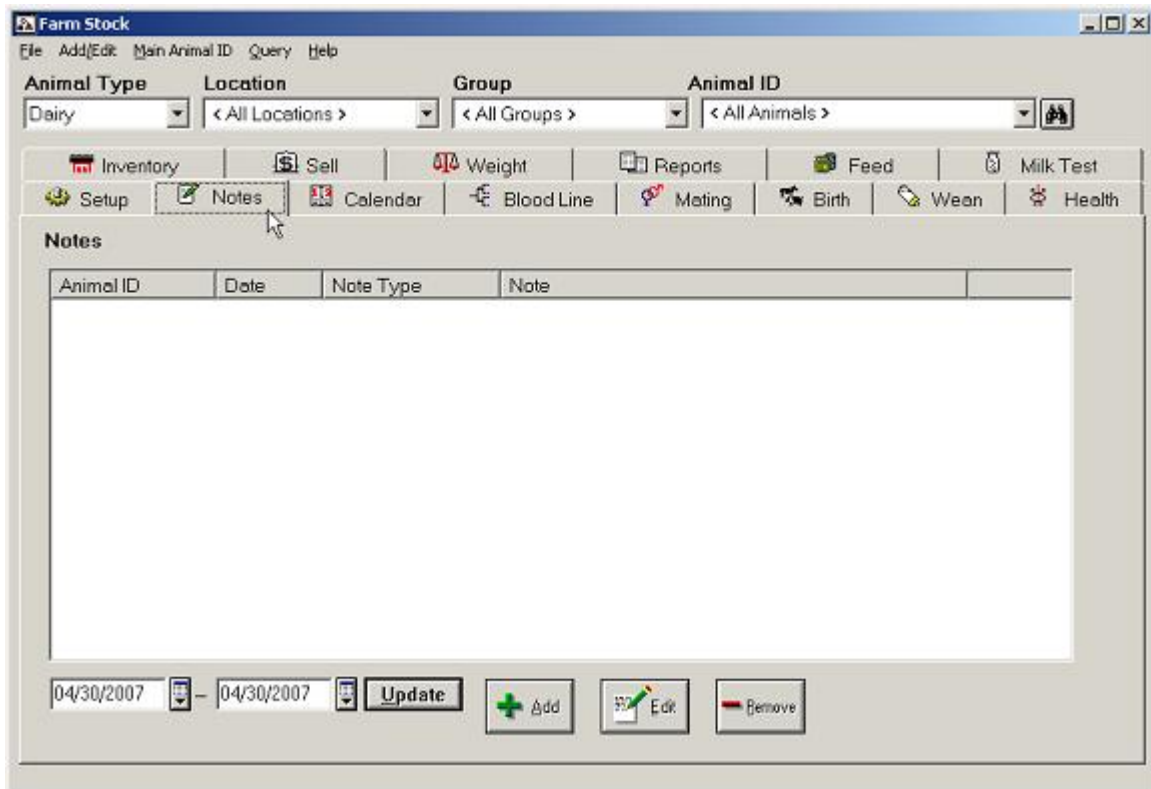 Farm Stock
File Add/Edit Main Animal ID Query Help
Animal Type Location Group Animal ID
Dairy < All Locations > < All Groups > < All Animals >
Inventory Sell Weight Reports Feed Milk Test
Setup Notes Calendar Blood Line Mating Birth Wean Health
Notes
Animal ID Date Note Type Note
04/30/2007 – 04/30/2007 Update Add Edit Remove